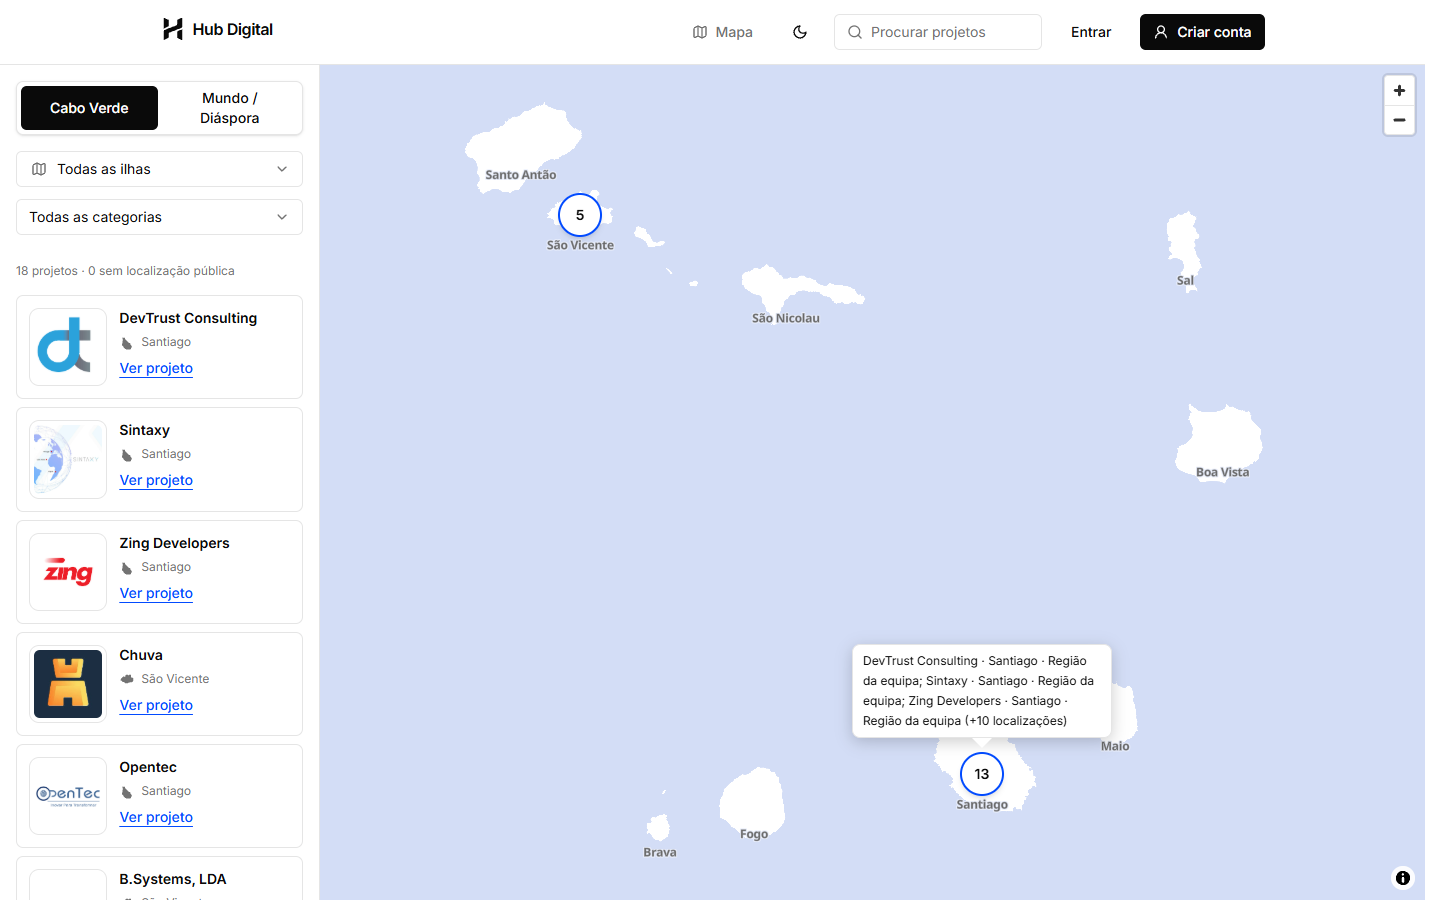 Hub Digital
Mapa
Procurar projetos
Entrar
Criar conta
Cabo Verde
Mundo /
Diáspora
Todas as ilhas
Todas as categorias
18 projetos · 0 sem localização pública
DevTrust Consulting
Santiago
Ver projeto
SINTAXY
Sintaxy
Santiago
Ver projeto
zing
Zing Developers
Santiago
Ver projeto
Chuva
São Vicente
Ver projeto
OpenTec
Opentec
Santiago
Ver projeto
B.Systems, LDA
Santo Antão
5
São Vicente
São Nicolau
Sal
Boa Vista
DevTrust Consulting · Santiago · Região
da equipa; Sintaxy · Santiago · Região da
equipa; Zing Developers · Santiago ·
Região da equipa (+10 localizações)
Maio
13
Santiago
Fogo
Brava